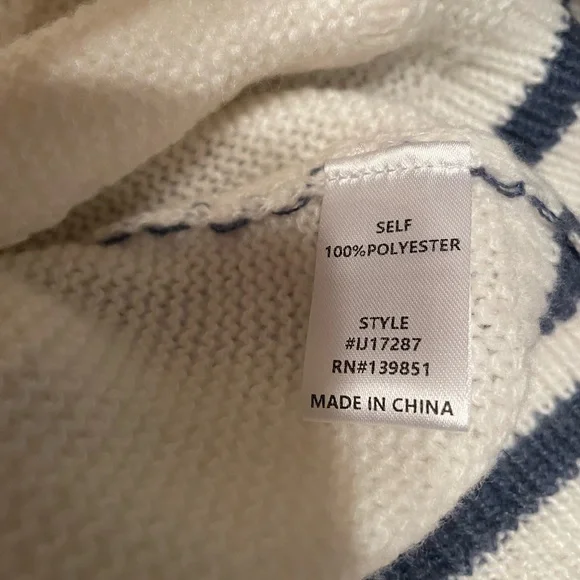 SELF
100%POLYESTER
STYLE
#IJ17287
RN#139851
MADE IN CHINA